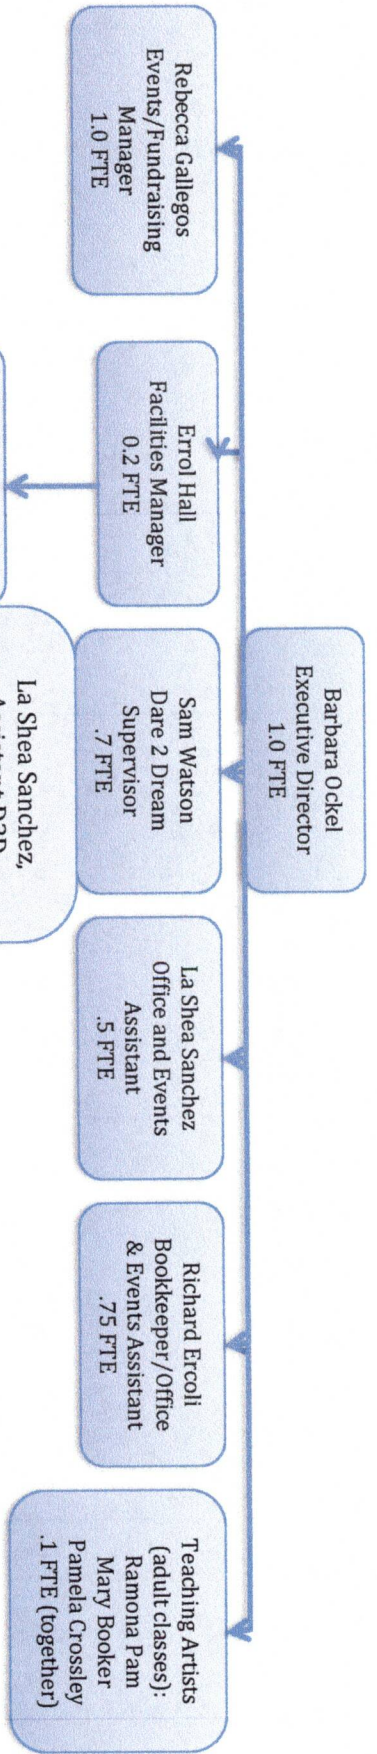 Barbara Ockel
Executive Director
1.0 FTE
Rebecca Gallegos
Events/Fundraising
Manager
1.0 FTE
Errol Hall
Facilities Manager
0.2 FTE
Sam Watson
Dare 2 Dream
Supervisor
.7 FTE
La Shea Sanchez
Office and Events
Assistant
.5 FTE
Richard Ercoli
Bookkeeper/Office
& Events Assistant
.75 FTE
Teaching Artists
(adult classes):
Ramona Pam
Mary Booker
Pamela Crossley
.1 FTE (together)
La Shea Sanchez,
Assistant D2D